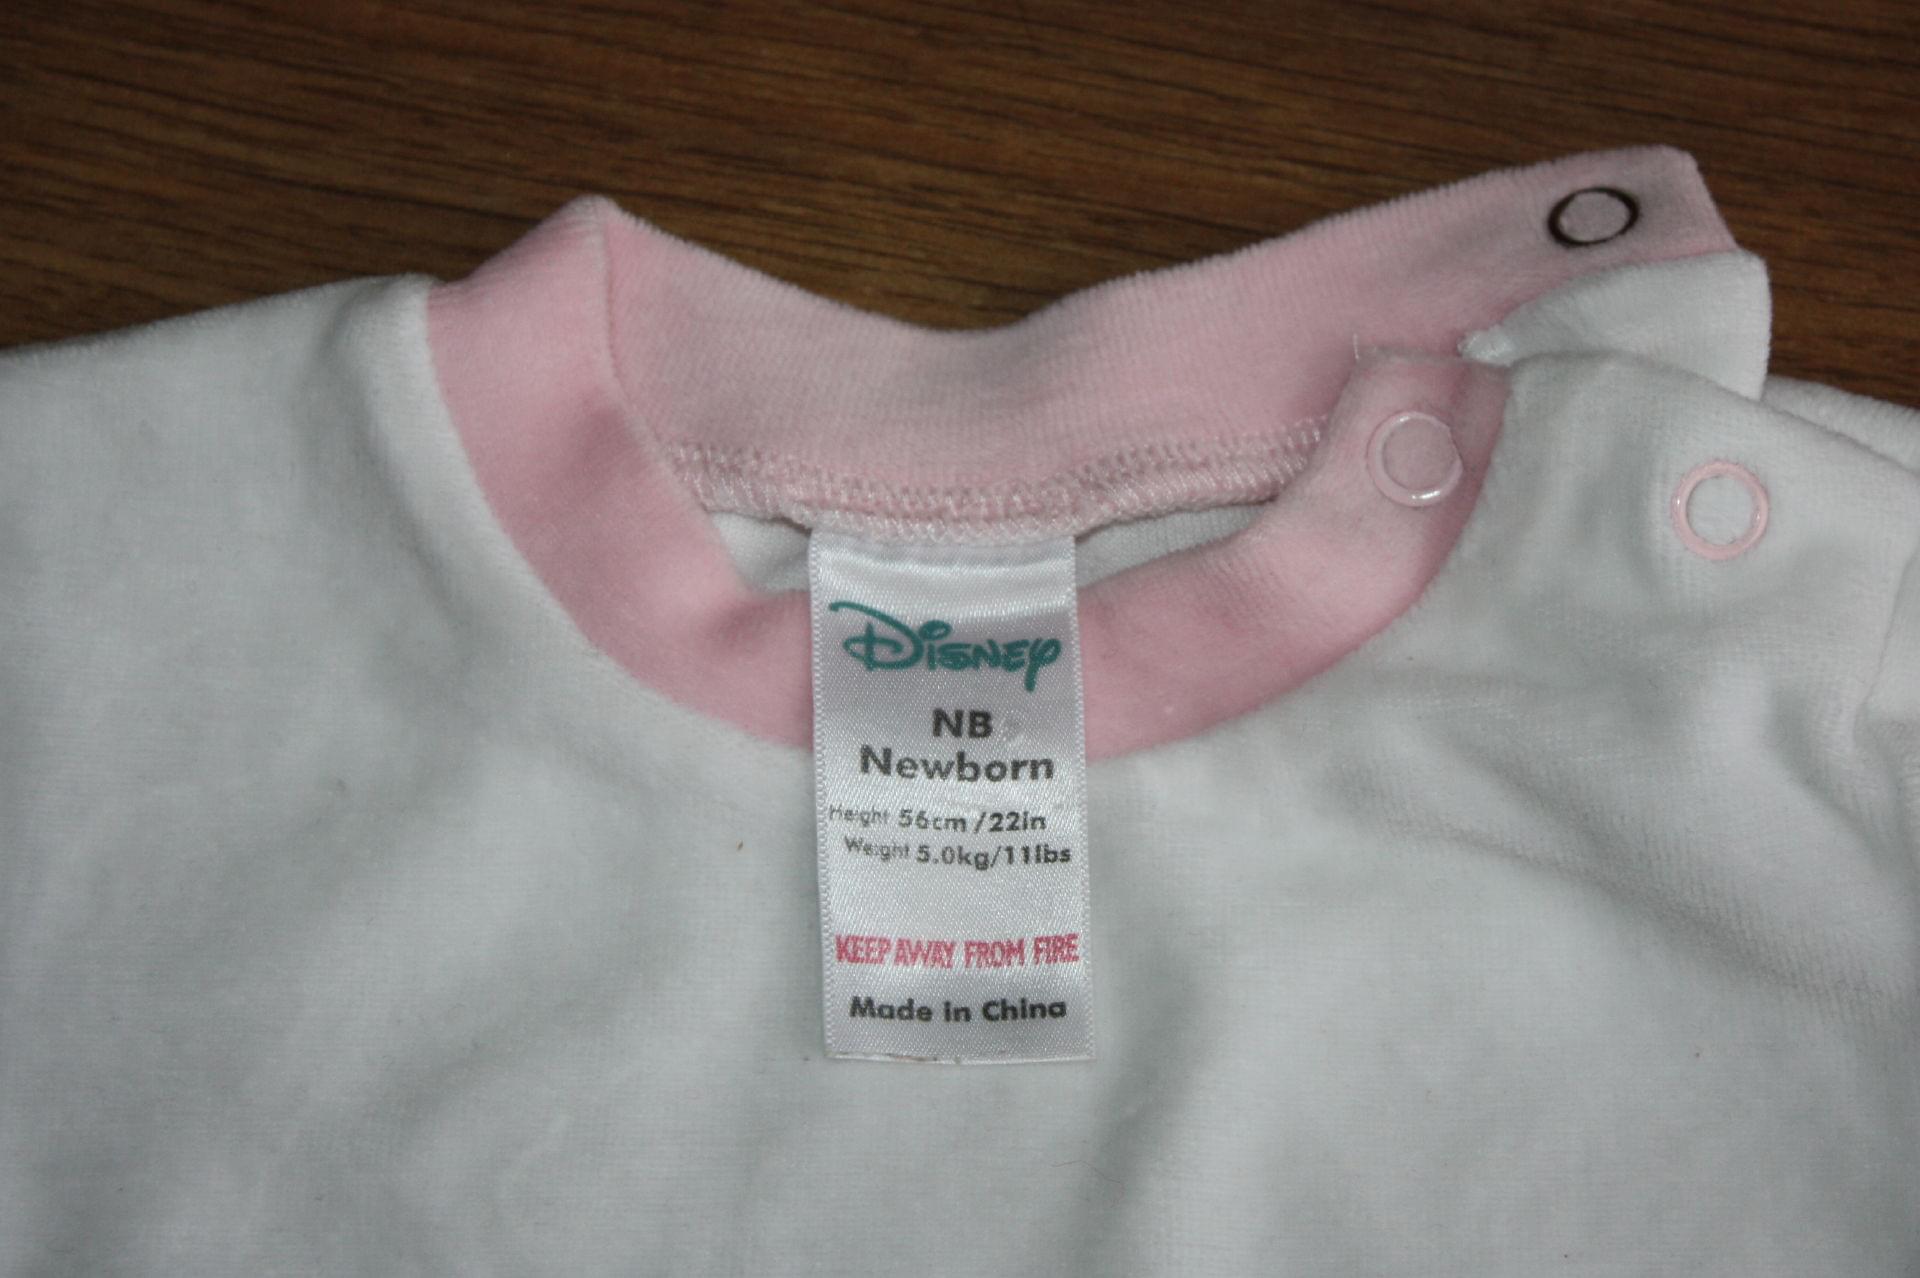 Disney
NB
Newborn
Height 56cm/22in
Weight 5.0kg/11lbs
KEEP AWAY FROM FIRE
Made in China